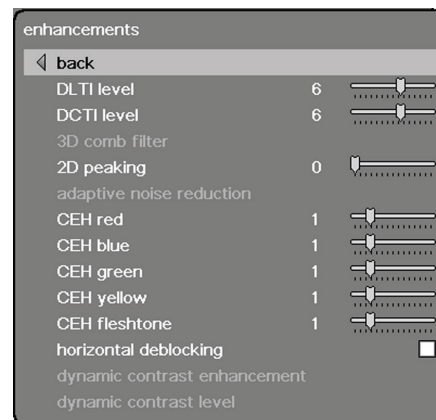 enhancements
back
DLTI level 6
DCTI level 6
3D comb filter
2D peaking 0
adaptive noise reduction
CEH red 1
CEH blue 1
CEH green 1
CEH yellow 1
CEH fleshtone 1
horizontal deblocking
dynamic contrast enhancement
dynamic contrast level